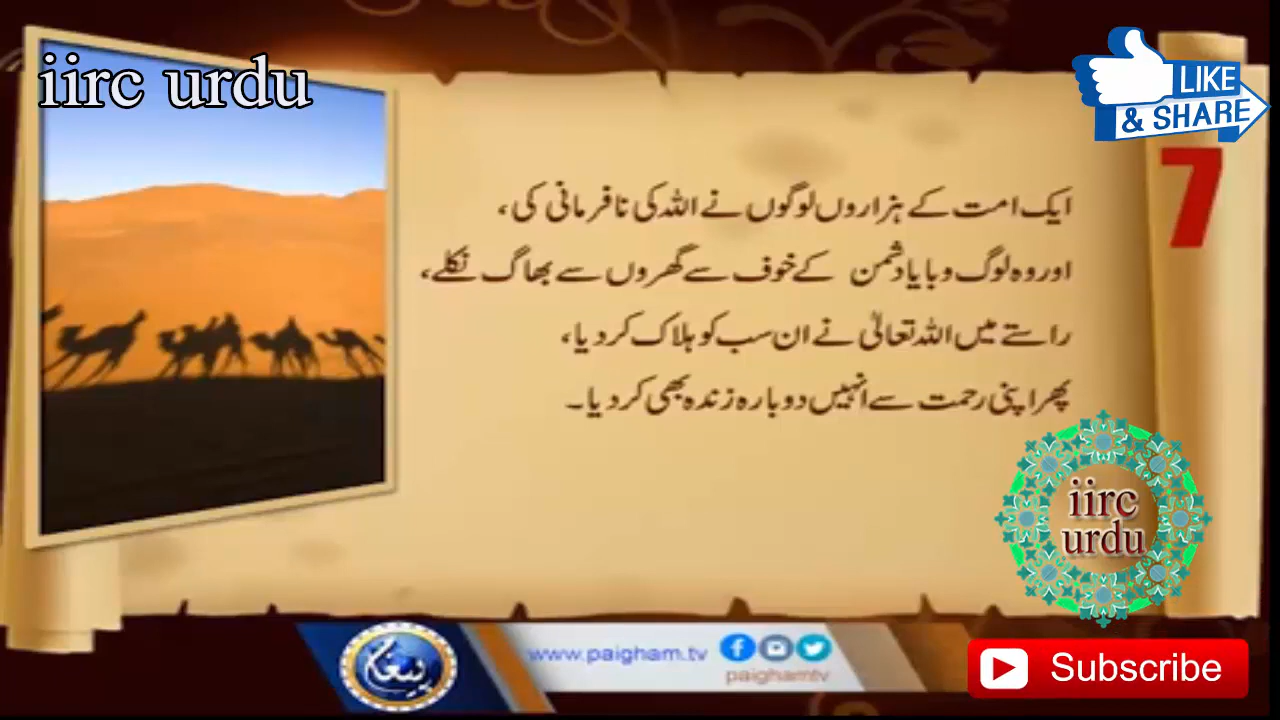 iirc urdu
LIKE
& SHARE
7
ایک امت کے ہزاروں لوگوں نے اللہ کی نافرمانی کی،
اور وہ لوگ وبا یا دشمن کے خوف سے گھروں سے بھاگ نکلے،
راستے میں اللہ تعالیٰ نے ان سب کو ہلاک کر دیا،
پھر اپنی رحمت سے انہیں دوبارہ زندہ بھی کر دیا۔
iirc
urdu
پیغام
www.paigham.tv
paighamtv
Subscribe